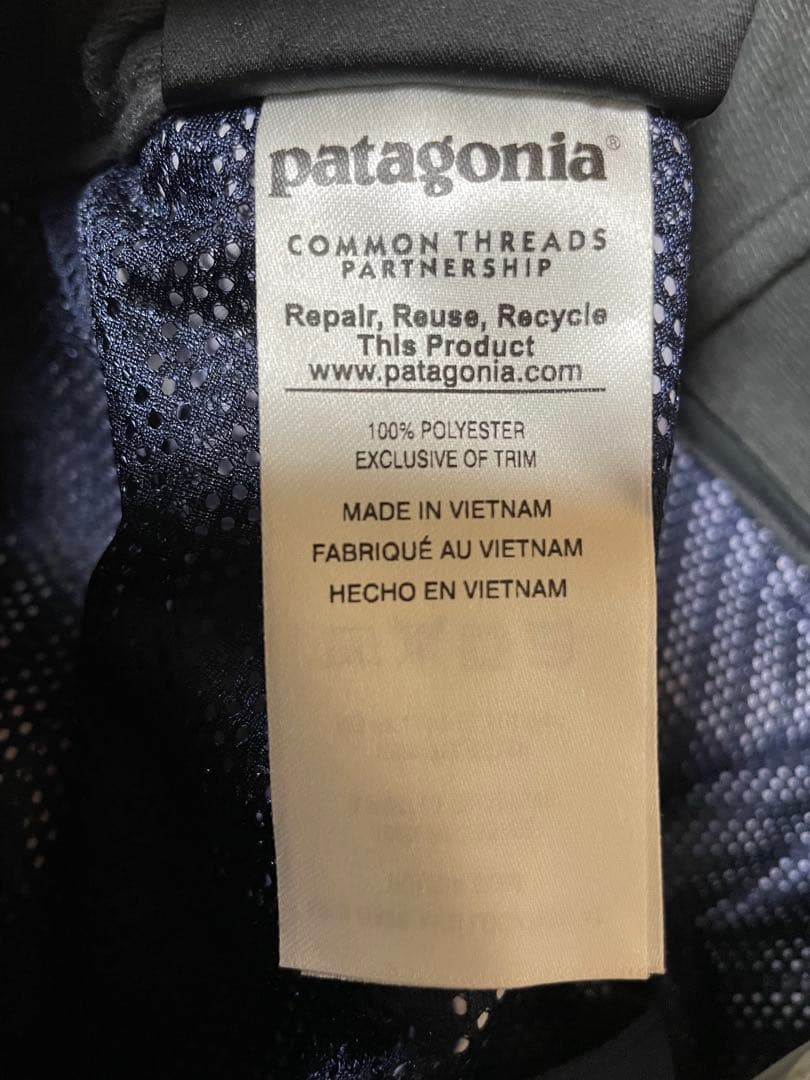 patagonia®
COMMON THREADS
PARTNERSHIP
Repair, Reuse, Recycle
This Product
www.patagonia.com
100% POLYESTER
EXCLUSIVE OF TRIM
MADE IN VIETNAM
FABRIQUÉ AU VIETNAM
HECHO EN VIETNAM